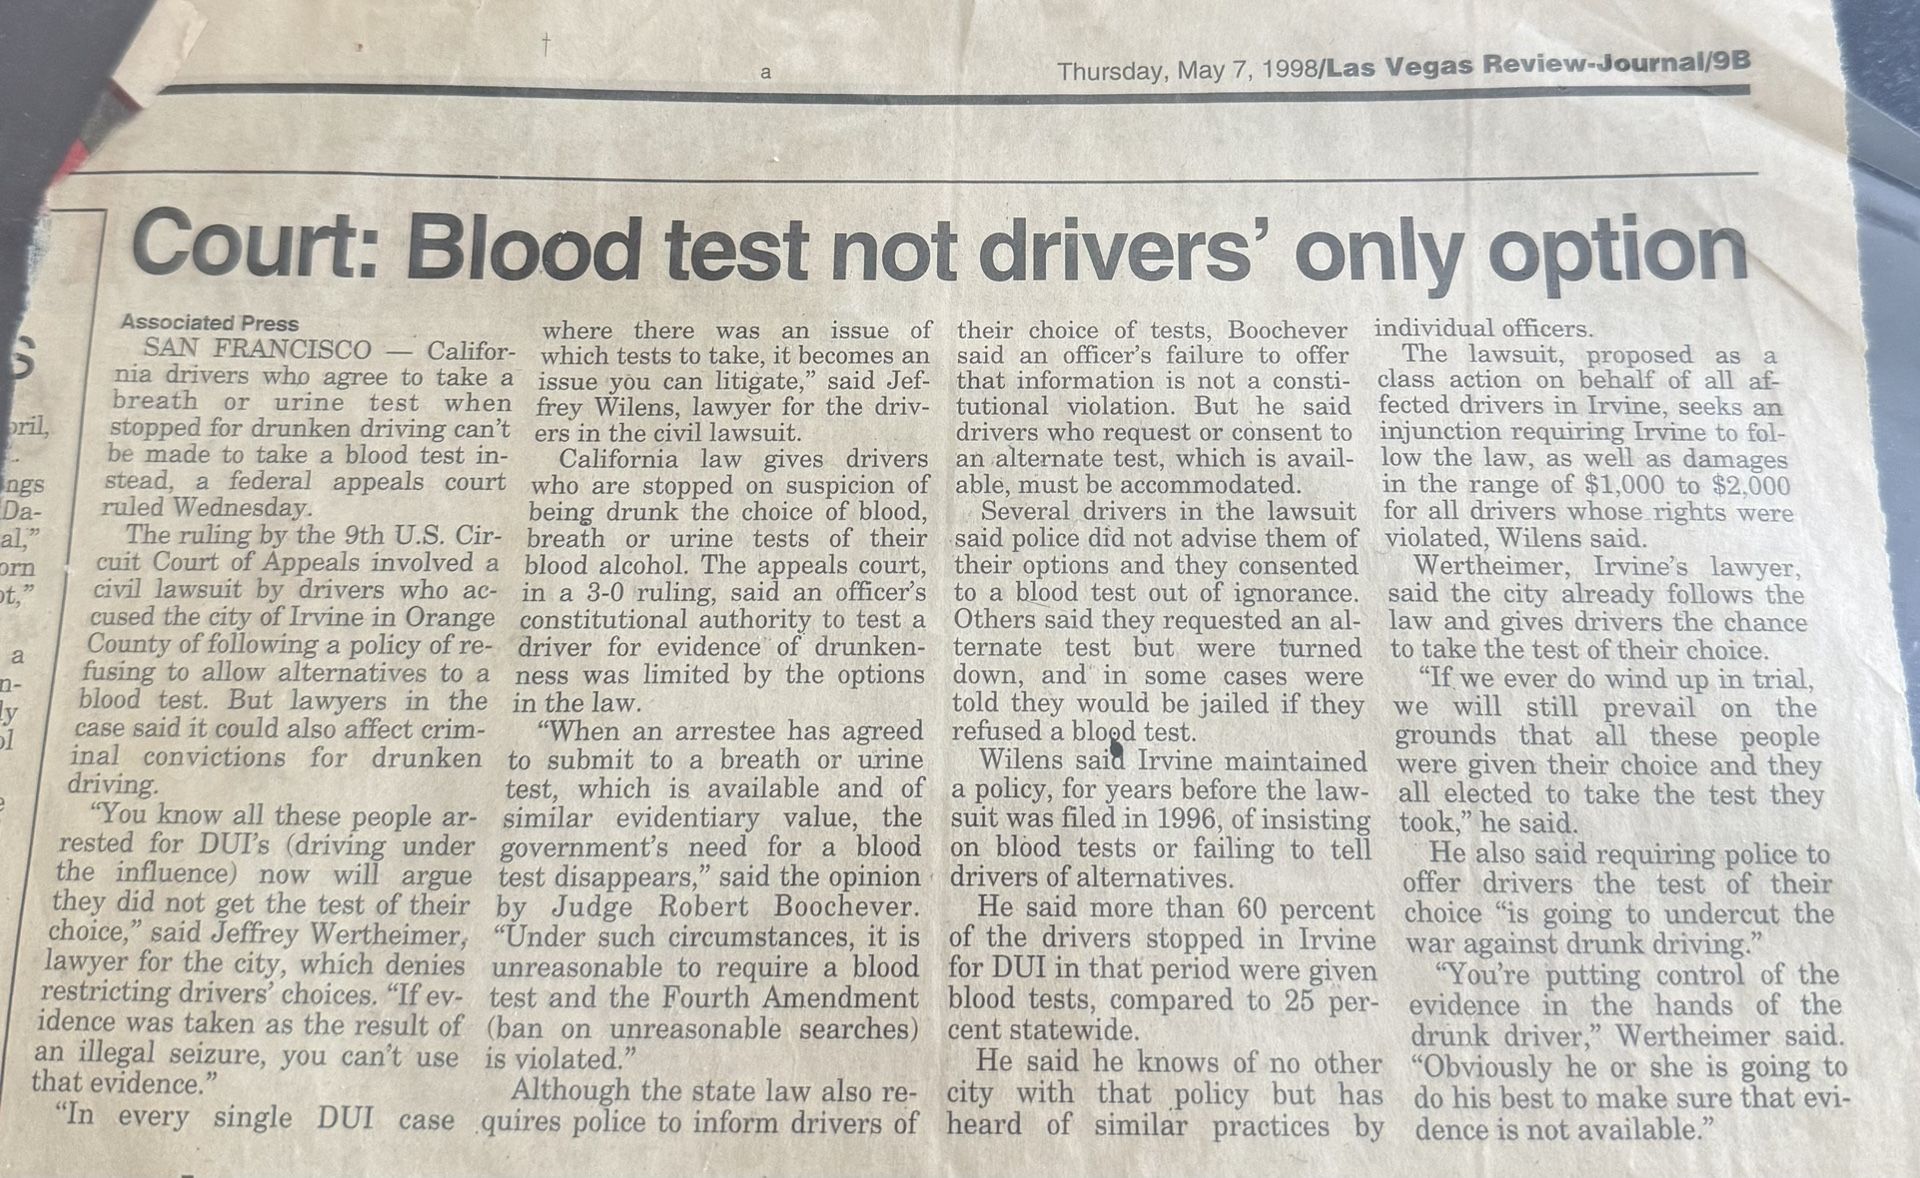 †
a
Thursday, May 7, 1998/Las Vegas Review-Journal/9B
Court: Blood test not drivers’ only option
Associated Press
SAN FRANCISCO — Califor-
nia drivers who agree to take a
breath or urine test when
stopped for drunken driving can’t
be made to take a blood test in-
stead, a federal appeals court
ruled Wednesday.
The ruling by the 9th U.S. Cir-
cuit Court of Appeals involved a
civil lawsuit by drivers who ac-
cused the city of Irvine in Orange
County of following a policy of re-
fusing to allow alternatives to a
blood test. But lawyers in the
case said it could also affect crim-
inal convictions for drunken
driving.
“You know all these people ar-
rested for DUI’s (driving under
the influence) now will argue
they did not get the test of their
choice,” said Jeffrey Wertheimer,
lawyer for the city, which denies
restricting drivers’ choices. “If ev-
idence was taken as the result of
an illegal seizure, you can’t use
that evidence.”
“In every single DUI case
where there was an issue of
which tests to take, it becomes an
issue you can litigate,” said Jef-
frey Wilens, lawyer for the driv-
ers in the civil lawsuit.
California law gives drivers
who are stopped on suspicion of
being drunk the choice of blood,
breath or urine tests of their
blood alcohol. The appeals court,
in a 3-0 ruling, said an officer’s
constitutional authority to test a
driver for evidence of drunken-
ness was limited by the options
in the law.
“When an arrestee has agreed
to submit to a breath or urine
test, which is available and of
similar evidentiary value, the
government’s need for a blood
test disappears,” said the opinion
by Judge Robert Boochever.
“Under such circumstances, it is
unreasonable to require a blood
test and the Fourth Amendment
(ban on unreasonable searches)
is violated.”
Although the state law also re-
quires police to inform drivers of
their choice of tests, Boochever
said an officer’s failure to offer
that information is not a consti-
tutional violation. But he said
drivers who request or consent to
an alternate test, which is avail-
able, must be accommodated.
Several drivers in the lawsuit
said police did not advise them of
their options and they consented
to a blood test out of ignorance.
Others said they requested an al-
ternate test but were turned
down, and in some cases were
told they would be jailed if they
refused a blood test.
Wilens said Irvine maintained
a policy, for years before the law-
suit was filed in 1996, of insisting
on blood tests or failing to tell
drivers of alternatives.
He said more than 60 percent
of the drivers stopped in Irvine
for DUI in that period were given
blood tests, compared to 25 per-
cent statewide.
He said he knows of no other
city with that policy but has
heard of similar practices by
individual officers.
The lawsuit, proposed as a
class action on behalf of all af-
fected drivers in Irvine, seeks an
injunction requiring Irvine to fol-
low the law, as well as damages
in the range of $1,000 to $2,000
for all drivers whose rights were
violated, Wilens said.
Wertheimer, Irvine’s lawyer,
said the city already follows the
law and gives drivers the chance
to take the test of their choice.
“If we ever do wind up in trial,
we will still prevail on the
grounds that all these people
were given their choice and they
all elected to take the test they
took,” he said.
He also said requiring police to
offer drivers the test of their
choice “is going to undercut the
war against drunk driving.”
“You’re putting control of the
evidence in the hands of the
drunk driver,” Wertheimer said.
“Obviously he or she is going to
do his best to make sure that evi-
dence is not available.”